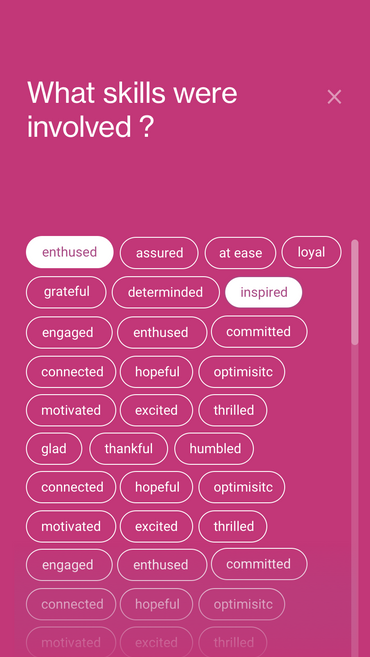 What skills were
involved ?
enthused assured at ease loyal
grateful determinded inspired
engaged enthused committed
connected hopeful optimisitc
motivated excited thrilled
glad thankful humbled
connected hopeful optimisitc
motivated excited thrilled
engaged enthused committed
connected hopeful optimisitc
motivated excited thrilled